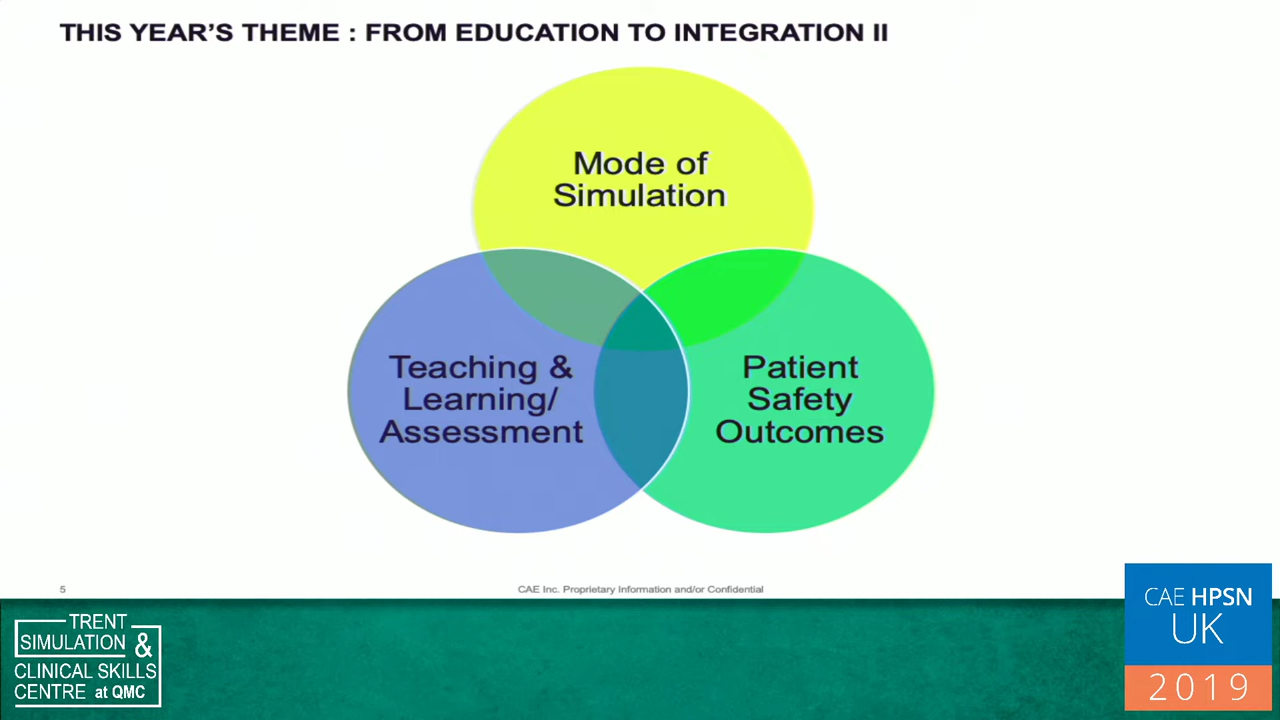 THIS YEAR'S THEME : FROM EDUCATION TO INTEGRATION II
Mode of
Simulation
Teaching &
Learning/
Assessment
Patient
Safety
Outcomes
5
CAE Inc. Proprietary Information and/or Confidential
TRENT
SIMULATION &
CLINICAL SKILLS
CENTRE at QMC
CAE HPSN
UK
2019